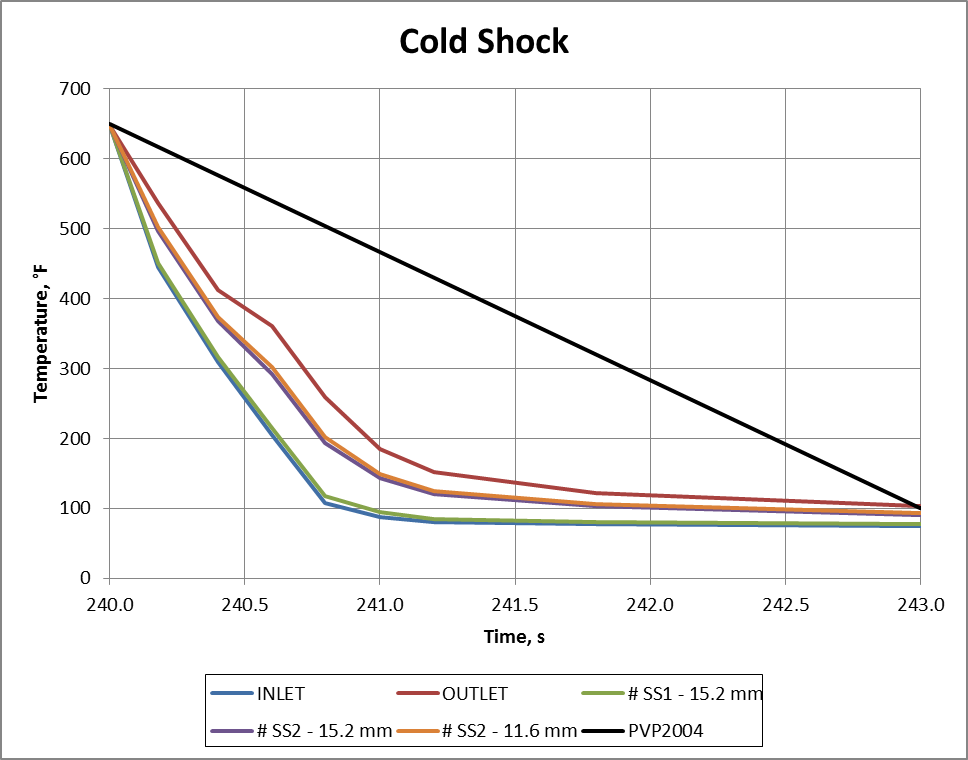 Cold Shock
700
600
500
400
300
200
100
0
Temperature, °F
240.0 240.5 241.0 241.5 242.0 242.5 243.0
Time, s
INLET OUTLET # SS1 - 15.2 mm
# SS2 - 15.2 mm # SS2 - 11.6 mm PVP2004